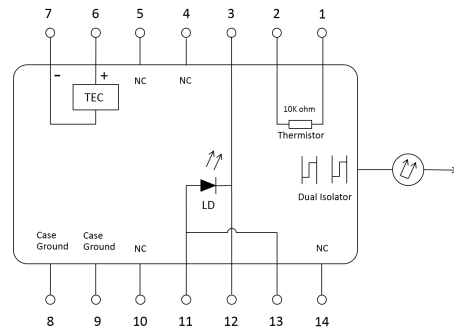 7 6 5 4 3 2 1
- +
NC NC
TEC
10K ohm
Thermistor
LD
Dual Isolator
Case
Ground
Case
Ground
NC
NC
8 9 10 11 12 13 14